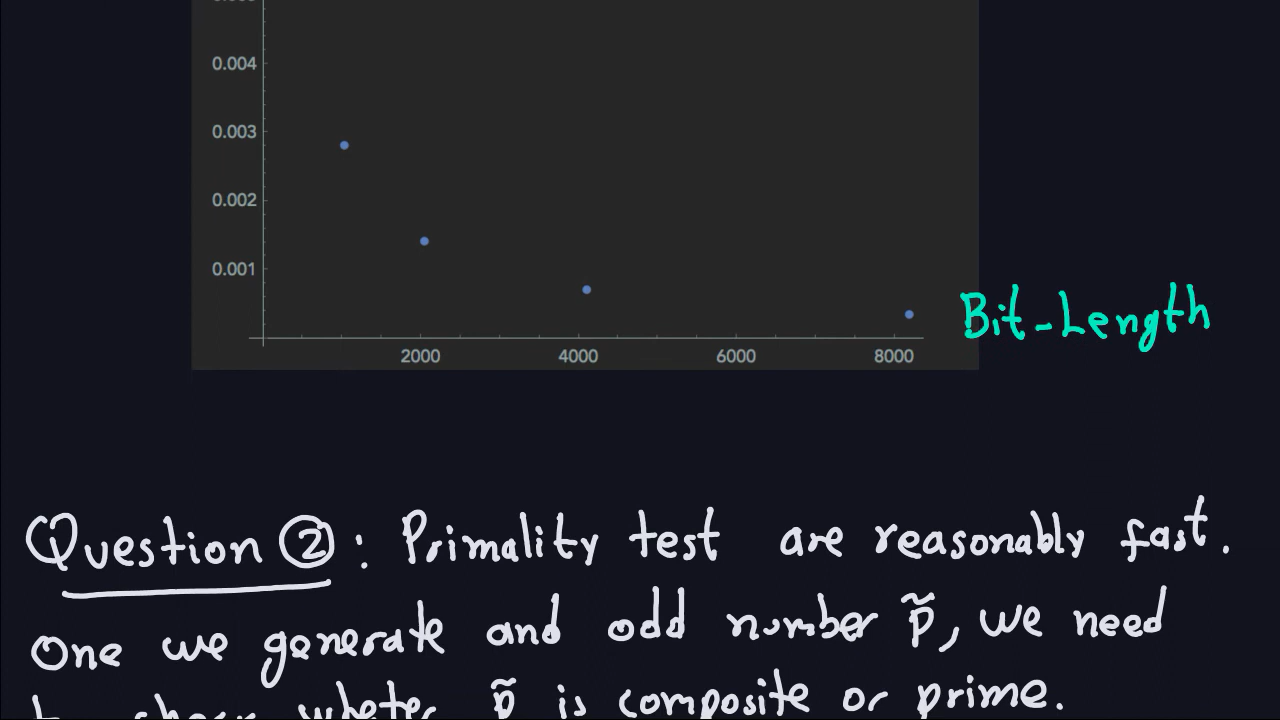 0.004
0.003
0.002
0.001
2000 4000 6000 8000
Bit-Length
Question ② : Primality test are reasonably fast.
One we generate and odd number p̃, we need
p̃ is composite or prime.